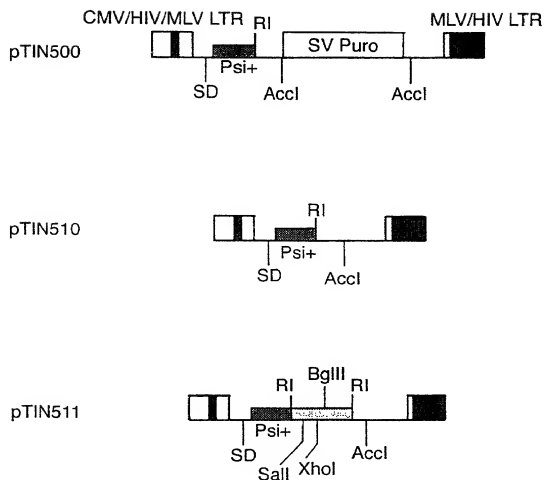 CMV/HIV/MLV LTR
MLV/HIV LTR
RI
pTIN500
SV Puro
Psi+
SD
AccI
AccI
pTIN510
RI
Psi+
SD
AccI
BglII
RI
RI
pTIN511
Psi+
SD
SalI
XhoI
AccI